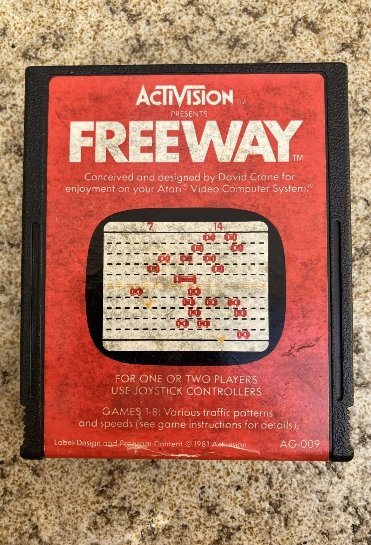 ACTIVISION™
PRESENTS
FREEWAY™
Conceived and designed by David Crane for
enjoyment on your Atari® Video Computer System.™
7 14
FOR ONE OR TWO PLAYERS
USE JOYSTICK CONTROLLERS
GAMES 1-8: Various traffic patterns
and speeds (see game instructions for details).
Label Design and Program Content © 1981 Activision AG-009